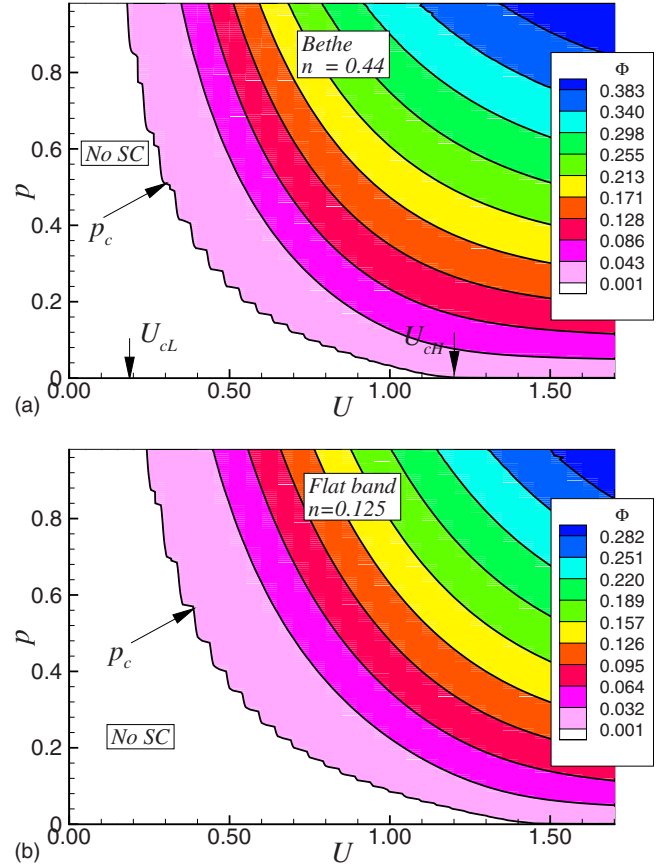 Bethe
n = 0.44
Φ
0.383
0.340
0.298
0.255
0.213
0.171
0.128
0.086
0.043
0.001
No SC
p_c
U_cL
U_cH
p
0.8
0.6
0.4
0.2
0
0.00
0.50
1.00
1.50
U
(a)
Flat band
n=0.125
Φ
0.282
0.251
0.220
0.189
0.157
0.126
0.095
0.064
0.032
0.001
p_c
No SC
p
0.8
0.6
0.4
0.2
0
0.00
0.50
1.00
1.50
U
(b)